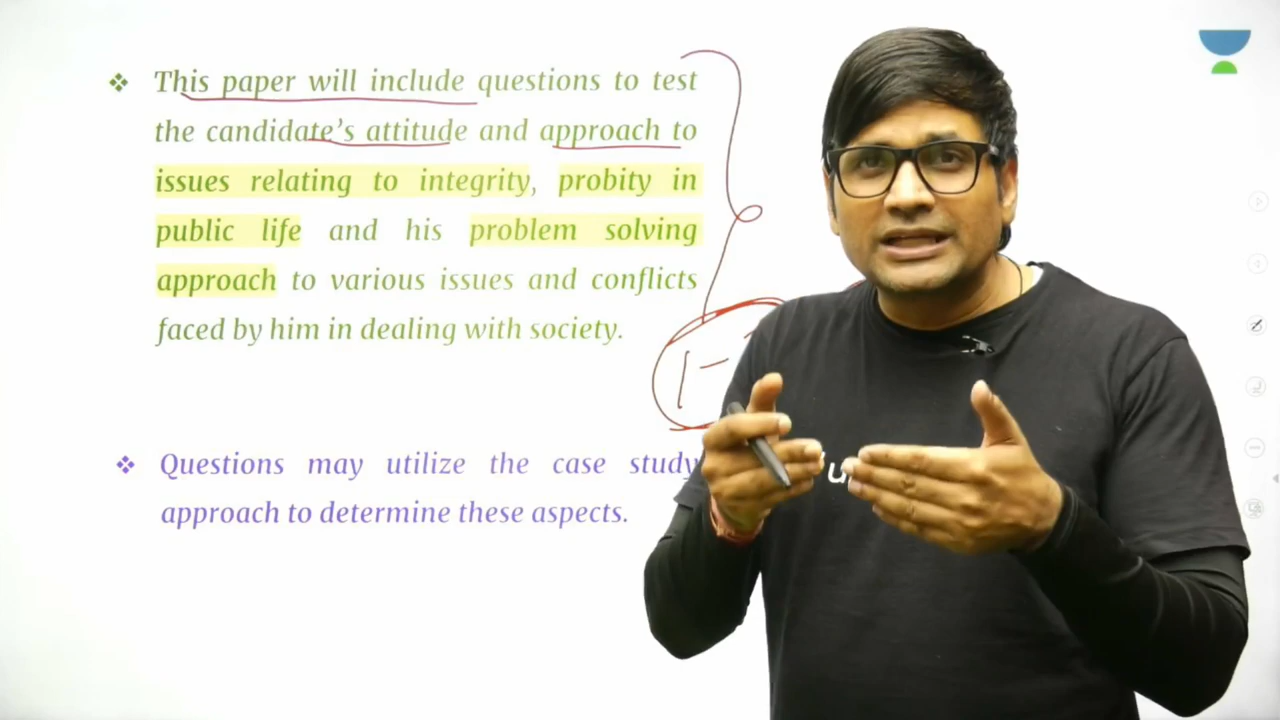 ❖ This paper will include questions to test
the candidate's attitude and approach to
issues relating to integrity, probity in
public life and his problem solving
approach to various issues and conflicts
faced by him in dealing with society.
❖ Questions may utilize the case study
approach to determine these aspects.